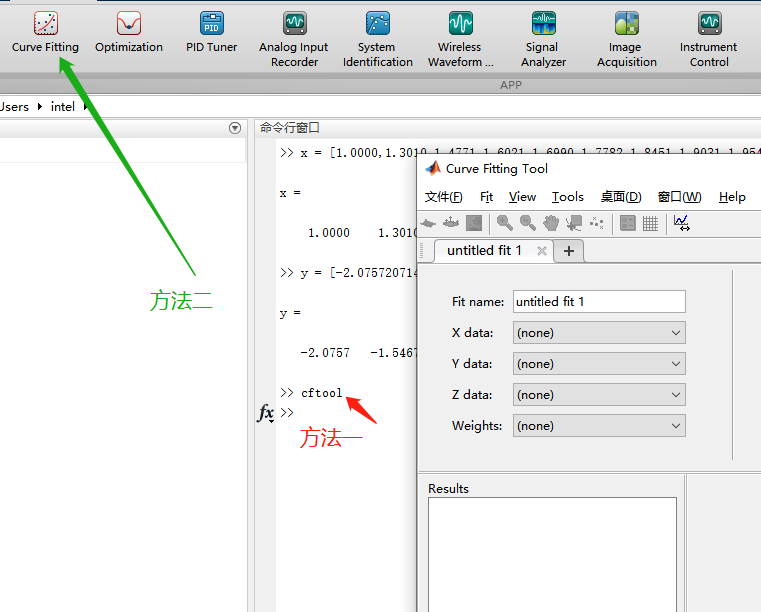 Curve Fitting
Optimization
PID
PID Tuner
Analog Input
Recorder
System
Identification
Wireless
Waveform ...
Signal
Analyzer
Image
Acquisition
Instrument
Control
APP
Users intel
命令行窗口
>> x = [1.0000,1.3010,1.4771,1.6021,1.6990,1.7782,1.8451,1.9031,1.954
x =
1.0000 1.3010
>> y = [-2.075720714
y =
-2.0757 -1.5467
>> cftool
fx >>
方法一
方法二
Curve Fitting Tool
文件(F) Fit View Tools 桌面(D) 窗口(W) Help
untitled fit 1
Fit name: untitled fit 1
X data: (none)
Y data: (none)
Z data: (none)
Weights: (none)
Results